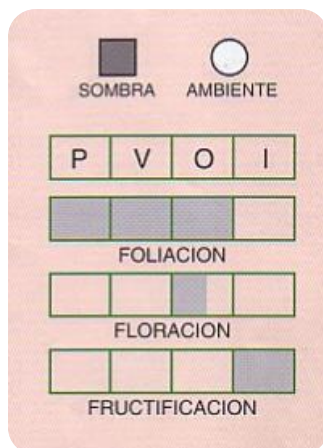 SOMBRA AMBIENTE
P V O I
FOLIACION
FLORACION
FRUCTIFICACION